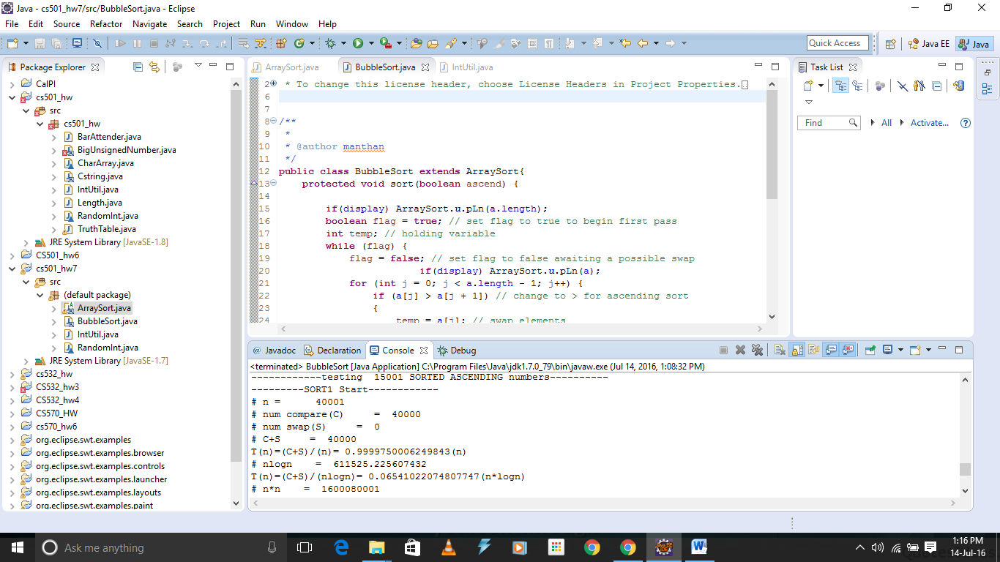 Java - cs501_hw7/src/BubbleSort.java - Eclipse
File Edit Source Refactor Navigate Search Project Run Window Help
Quick Access Java EE Java
Package Explorer
CalPI
cs501_hw
src
cs501_hw
BarAttender.java
BigUnsignedNumber.java
CharArray.java
Cstring.java
IntUtil.java
Length.java
RandomInt.java
TruthTable.java
JRE System Library [JavaSE-1.8]
CS501_hw6
cs501_hw7
src
(default package)
ArraySort.java
BubbleSort.java
IntUtil.java
RandomInt.java
JRE System Library [JavaSE-1.7]
cs532_hw
CS532_hw3
CS532_hw4
CS570_HW
cs570_hw6
org.eclipse.swt.examples
org.eclipse.swt.examples.browser
org.eclipse.swt.examples.controls
org.eclipse.swt.examples.launcher
org.eclipse.swt.examples.layouts
org.eclipse.swt.examples.paint
ArraySort.java BubbleSort.java IntUtil.java
2 * To change this license header, choose License Headers in Project Properties.
6
7
8 /**
9 *
10 * @author manthan
11 */
12 public class BubbleSort extends ArraySort{
13 protected void sort(boolean ascend) {
14
15 if(display) ArraySort.u.pLn(a.length);
16 boolean flag = true; // set flag to true to begin first pass
17 int temp; // holding variable
18 while (flag) {
19 flag = false; // set flag to false awaiting a possible swap
20 if(display) ArraySort.u.pLn(a);
21 for (int j = 0; j < a.length - 1; j++) {
22 if (a[j] > a[j + 1]) // change to > for ascending sort
23 {
24 temp = a[j]; // swap elements
Task List
Find All Activate...
@ Javadoc Declaration Console Debug
<terminated> BubbleSort [Java Application] C:\Program Files\Java\jdk1.7.0_79\bin\javaw.exe (Jul 14, 2016, 1:08:32 PM)
------------testing 15001 SORTED ASCENDING numbers----------
---------SORT1 Start------------
# n = 40001
# num compare(C) = 40000
# num swap(S) = 0
# C+S = 40000
T(n)=(C+S)/(n)= 0.9999750006249843(n)
# nlogn = 611525.225607432
T(n)=(C+S)/(nlogn)= 0.06541022074807747(n*logn)
# n*n = 1600080001
Ask me anything
1:16 PM
14-Jul-16